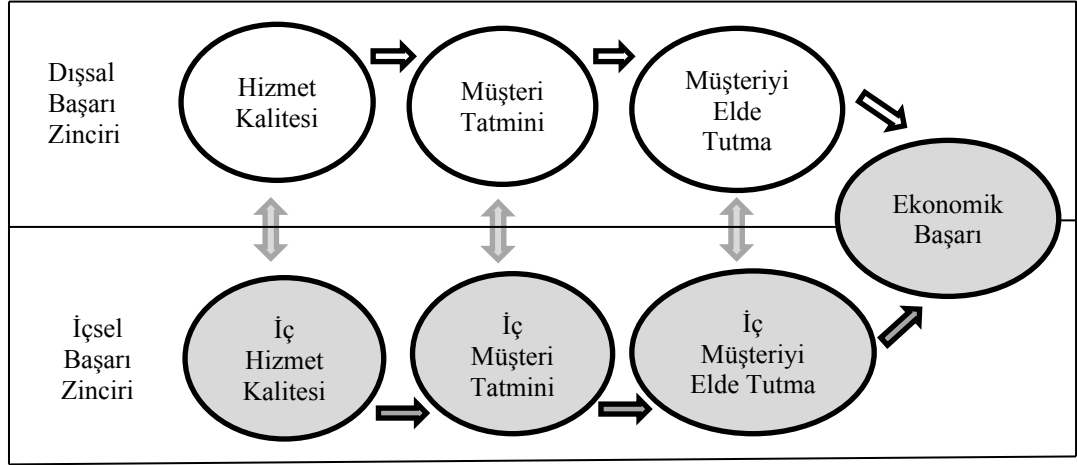 Dışsal
Başarı
Zinciri
Hizmet
Kalitesi
Müşteri
Tatmini
Müşteriyi
Elde
Tutma
Ekonomik
Başarı
İçsel
Başarı
Zinciri
İç
Hizmet
Kalitesi
İç
Müşteri
Tatmini
İç
Müşteriyi
Elde Tutma